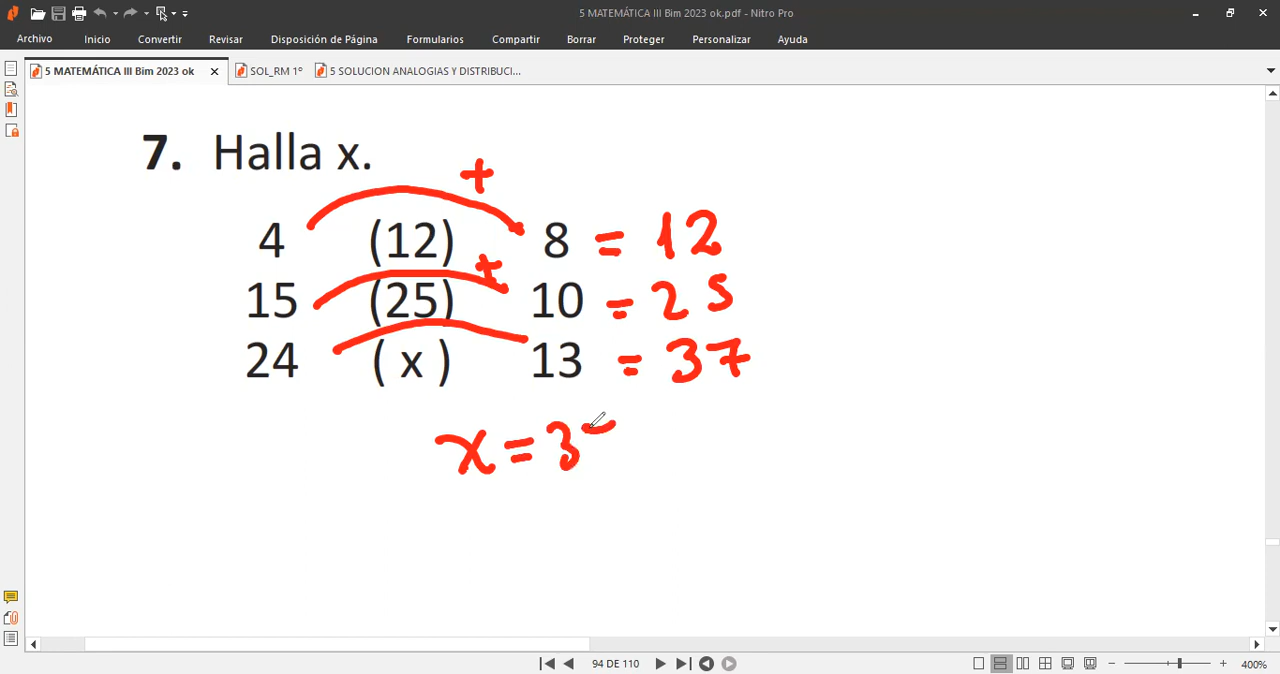 5 MATEMÁTICA III Bim 2023 ok.pdf - Nitro Pro
Archivo Inicio Convertir Revisar Disposición de Página Formularios Compartir Borrar Proteger Personalizar Ayuda
5 MATEMÁTICA III Bim 2023 ok SOL_RM 1º 5 SOLUCION ANALOGIAS Y DISTRIBUCI...
7. Halla x.
+
4 (12) 8 = 12
+
15 (25) 10 = 25
24 ( x ) 13 = 37
x = 3
94 DE 110
400%